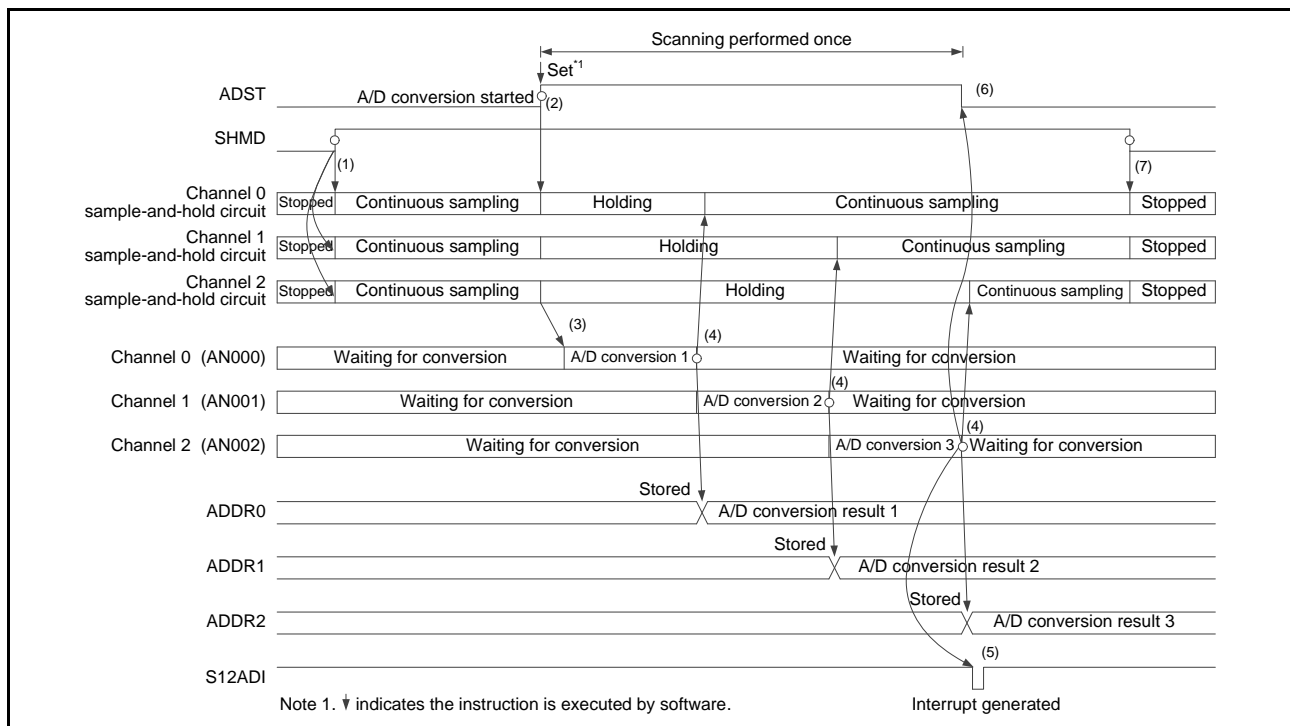 Scanning performed once
Set*1
ADST
A/D conversion started
(2)
(6)
SHMD
(1)
(7)
Channel 0
sample-and-hold circuit
Stopped
Continuous sampling
Holding
Continuous sampling
Stopped
Channel 1
sample-and-hold circuit
Stopped
Continuous sampling
Holding
Continuous sampling
Stopped
Channel 2
sample-and-hold circuit
Stopped
Continuous sampling
Holding
Continuous sampling
Stopped
(3)
(4)
Channel 0 (AN000)
Waiting for conversion
A/D conversion 1
Waiting for conversion
(4)
Channel 1 (AN001)
Waiting for conversion
A/D conversion 2
Waiting for conversion
(4)
Channel 2 (AN002)
Waiting for conversion
A/D conversion 3
Waiting for conversion
Stored
ADDR0
A/D conversion result 1
Stored
ADDR1
A/D conversion result 2
Stored
ADDR2
A/D conversion result 3
(5)
S12ADI
Note 1. indicates the instruction is executed by software.
Interrupt generated